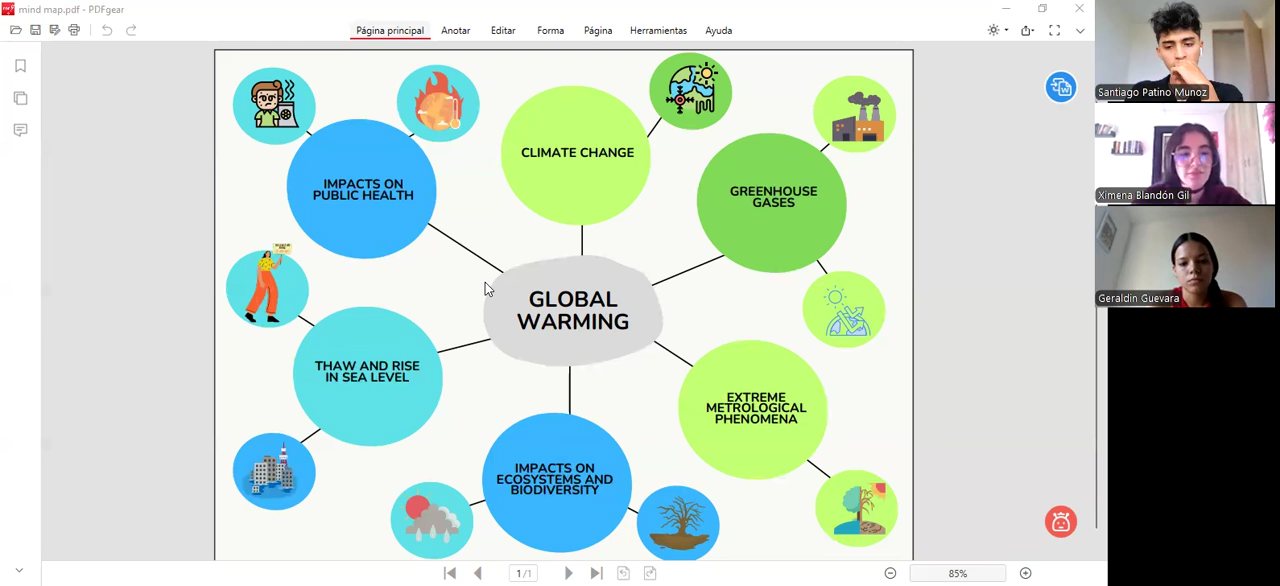 mind map.pdf - PDFgear
Página principal
Anotar
Editar
Forma
Página
Herramientas
Ayuda
Santiago Patino Munoz
Ximena Blandón Gil
Geraldin Guevara
CLIMATE CHANGE
IMPACTS ON
PUBLIC HEALTH
GREENHOUSE
GASES
GLOBAL
WARMING
THAW AND RISE
IN SEA LEVEL
EXTREME
METROLOGICAL
PHENOMENA
IMPACTS ON
ECOSYSTEMS AND
BIODIVERSITY
1/1
85%